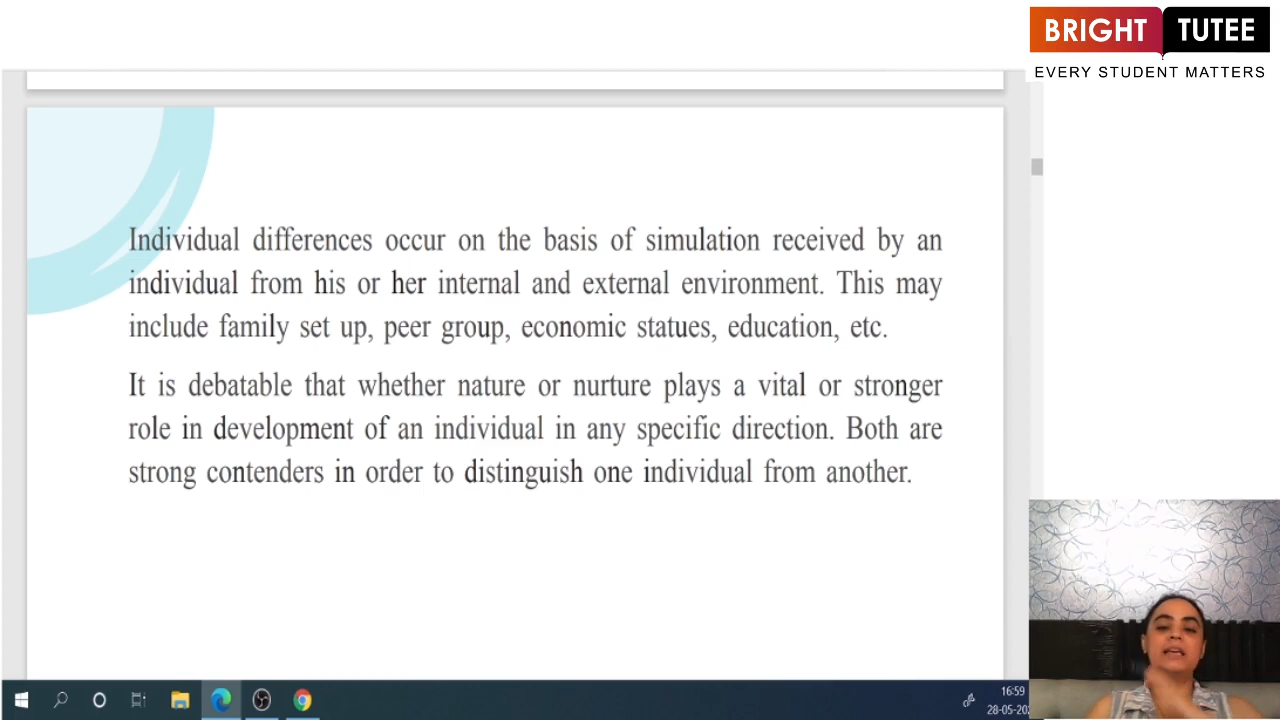 BRIGHT TUTEE
EVERY STUDENT MATTERS
Individual differences occur on the basis of simulation received by an
individual from his or her internal and external environment. This may
include family set up, peer group, economic statues, education, etc.
It is debatable that whether nature or nurture plays a vital or stronger
role in development of an individual in any specific direction. Both are
strong contenders in order to distinguish one individual from another.
16:59
28-05-202